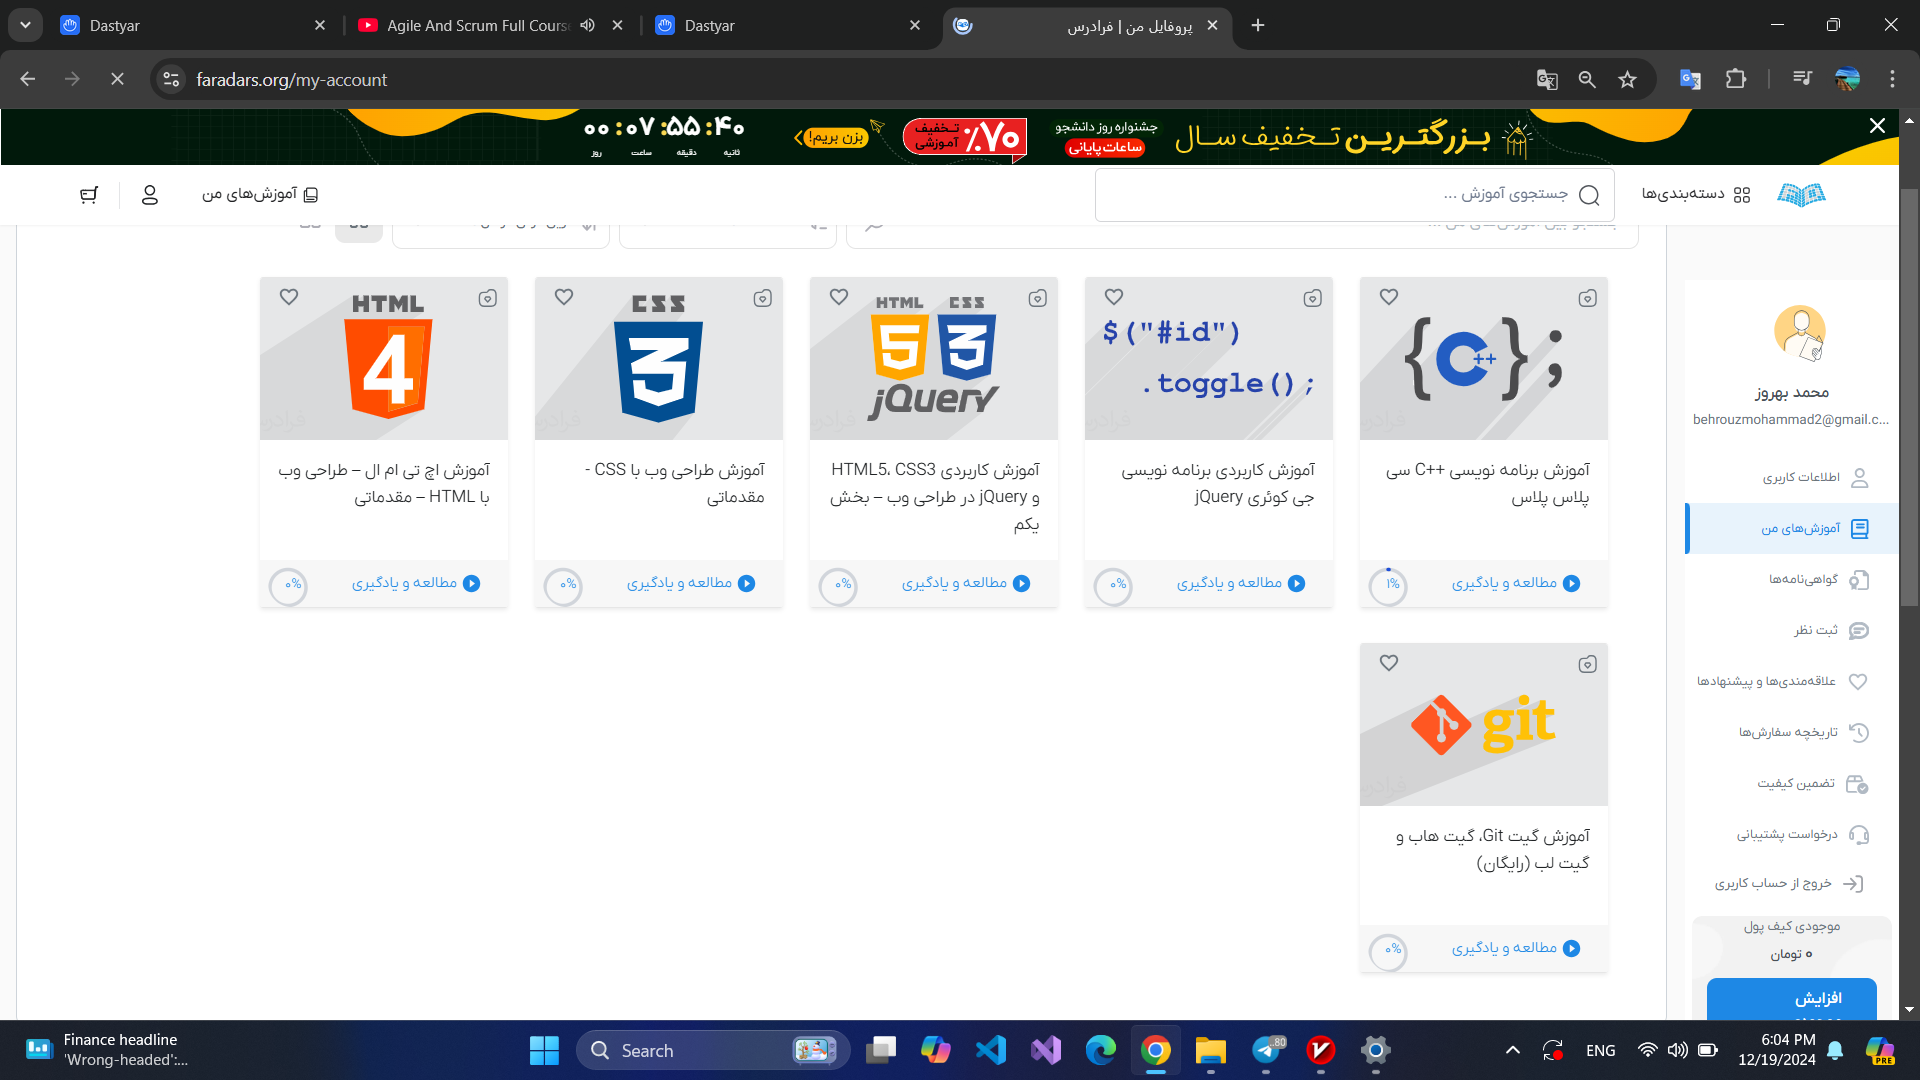 Dastyar
Agile And Scrum Full Cours
Dastyar
پروفایل من | فرادرس
faradars.org/my-account
بزرگترین تخفیف سال
جشنواره روز دانشجو
ساعات پایانی
%۷۰ تخفیف آموزشی
بزن بریم!
۰۰ : ۰۷ : ۵۵ : ۴۰
روز ساعت دقیقه ثانیه
دسته‌بندی‌ها
جستجوی آموزش ...
آموزش‌های من
HTML
4
CSS
3
HTML CSS
5 3
jQuery
$("#id")
.toggle();
{C++};
آموزش برنامه نویسی C++ سی
پلاس پلاس
آموزش کاربردی برنامه نویسی
جی کوئری jQuery
آموزش کاربردی HTML5، CSS3
و jQuery در طراحی وب – بخش
یکم
آموزش طراحی وب با CSS -
مقدماتی
آموزش اچ تی ام ال – طراحی وب
با HTML – مقدماتی
مطالعه و یادگیری
۱%
مطالعه و یادگیری
۰%
مطالعه و یادگیری
۰%
مطالعه و یادگیری
۰%
مطالعه و یادگیری
۰%
git
آموزش گیت Git، گیت هاب و
گیت لب (رایگان)
مطالعه و یادگیری
۰%
محمد بهروز
behrouzmohammad2@gmail.c...
اطلاعات کاربری
آموزش‌های من
گواهی‌نامه‌ها
ثبت نظر
علاقه‌مندی‌ها و پیشنهادها
تاریخچه سفارش‌ها
تضمین کیفیت
درخواست پشتیبانی
خروج از حساب کاربری
موجودی کیف پول
۰ تومان
افزایش
Finance headline
'Wrong-headed':...
Search
80
ENG
6:04 PM
12/19/2024
PRE